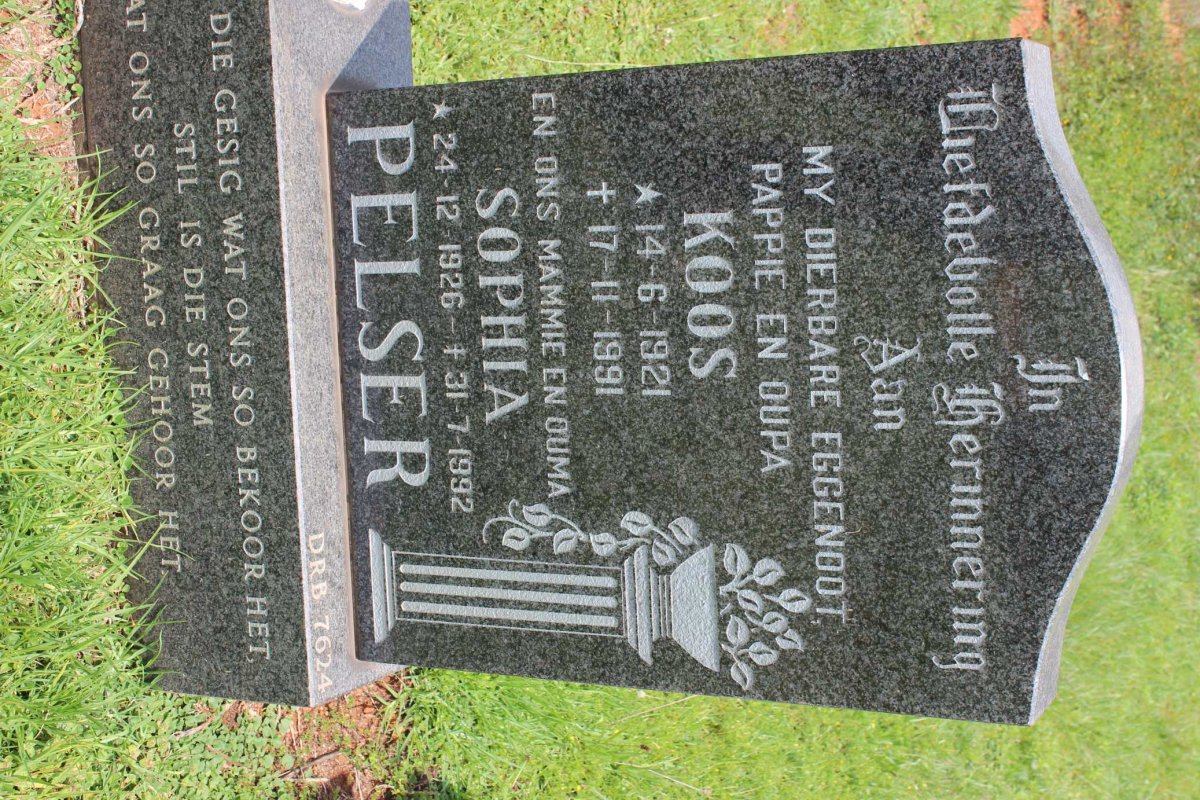 In
Liefdevolle Herinnering
Aan
MY DIERBARE EGGENOOT,
PAPPIE EN OUPA
KOOS
★ 14-6-1921
✝ 17-11-1991
EN ONS MAMMIE EN OUMA
SOPHIA
★ 24-12-1926 - ✝ 31-7-1992
PELSER
DRB 7624
DIE GESIG WAT ONS SO BEKOOR HET,
STIL IS DIE STEM
AT ONS SO GRAAG GEHOOR HET